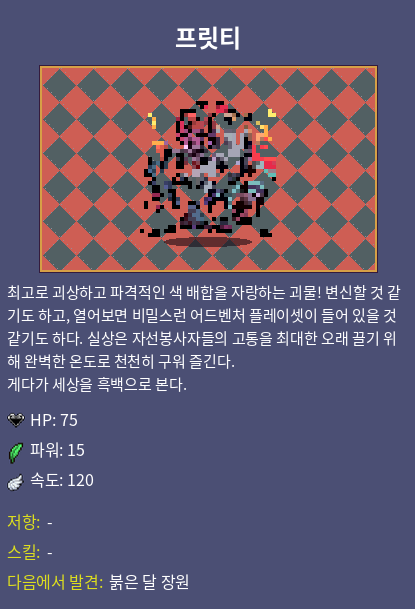 프릿티
최고로 괴상하고 파격적인 색 배합을 자랑하는 괴물! 변신할 것 같
기도 하고, 열어보면 비밀스런 어드벤처 플레이셋이 들어 있을 것
같기도 하다. 실상은 자선봉사자들의 고통을 최대한 오래 끌기 위
해 완벽한 온도로 천천히 구워 즐긴다.
게다가 세상을 흑백으로 본다.
HP: 75
파워: 15
속도: 120
저항: -
스킬: -
다음에서 발견: 붉은 달 장원